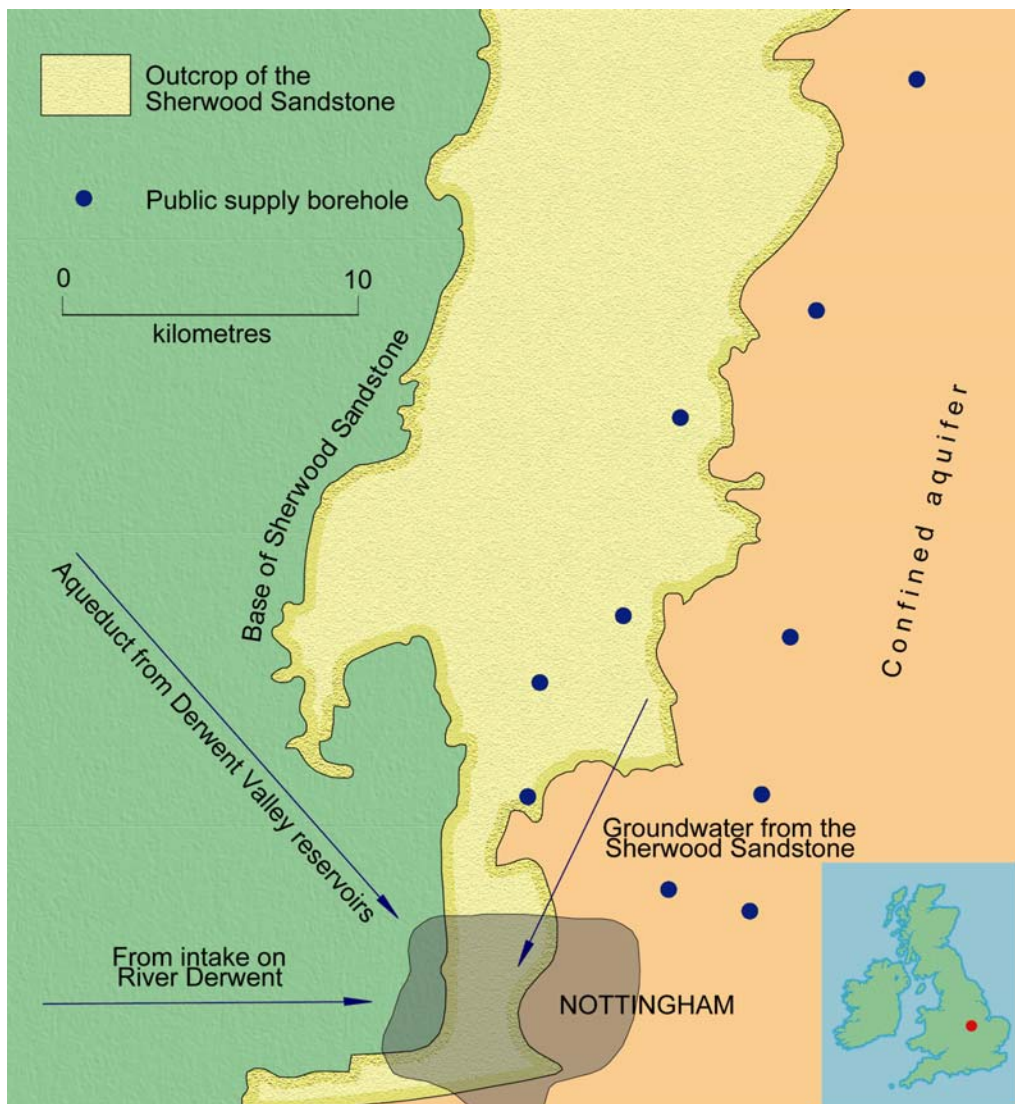 Outcrop of the
Sherwood Sandstone
Public supply borehole
0 10
kilometres
Base of Sherwood Sandstone
Confined aquifer
Aqueduct from Derwent Valley reservoirs
Groundwater from the
Sherwood Sandstone
From intake on
River Derwent
NOTTINGHAM